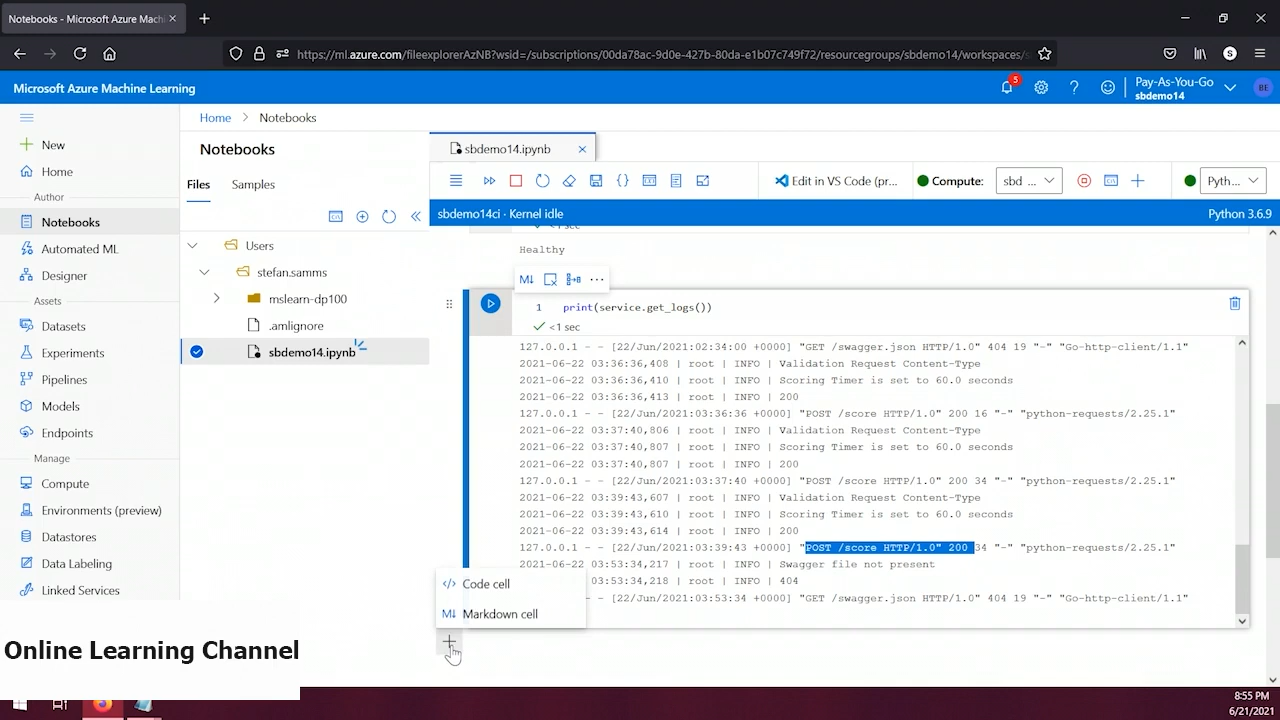 Notebooks - Microsoft Azure Machi
https://ml.azure.com/fileexplorerAzNB?wsid=/subscriptions/00da78ac-9d0e-427b-80da-e1b07c749f72/resourcegroups/sbdemo14/workspaces/s
Microsoft Azure Machine Learning
5
Pay-As-You-Go
sbdemo14
BE
New
Home
Author
Notebooks
Automated ML
Designer
Assets
Datasets
Experiments
Pipelines
Models
Endpoints
Manage
Compute
Environments (preview)
Datastores
Data Labeling
Linked Services
Home > Notebooks
Notebooks
Files Samples
Users
stefan.samms
mslearn-dp100
.amlignore
sbdemo14.ipynb
sbdemo14.ipynb
Edit in VS Code (pr... Compute: sbd ... Pyth...
sbdemo14ci · Kernel idle Python 3.6.9
<1 sec
Healthy
M↓
1 print(service.get_logs())
<1 sec
127.0.0.1 - - [22/Jun/2021:02:34:00 +0000] "GET /swagger.json HTTP/1.0" 404 19 "-" "Go-http-client/1.1"
2021-06-22 03:36:36,408 | root | INFO | Validation Request Content-Type
2021-06-22 03:36:36,410 | root | INFO | Scoring Timer is set to 60.0 seconds
2021-06-22 03:36:36,413 | root | INFO | 200
127.0.0.1 - - [22/Jun/2021:03:36:36 +0000] "POST /score HTTP/1.0" 200 16 "-" "python-requests/2.25.1"
2021-06-22 03:37:40,806 | root | INFO | Validation Request Content-Type
2021-06-22 03:37:40,807 | root | INFO | Scoring Timer is set to 60.0 seconds
2021-06-22 03:37:40,807 | root | INFO | 200
127.0.0.1 - - [22/Jun/2021:03:37:40 +0000] "POST /score HTTP/1.0" 200 34 "-" "python-requests/2.25.1"
2021-06-22 03:39:43,607 | root | INFO | Validation Request Content-Type
2021-06-22 03:39:43,610 | root | INFO | Scoring Timer is set to 60.0 seconds
2021-06-22 03:39:43,614 | root | INFO | 200
127.0.0.1 - - [22/Jun/2021:03:39:43 +0000] "POST /score HTTP/1.0" 200 34 "-" "python-requests/2.25.1"
03:53:34,217 | root | INFO | Swagger file not present
03:53:34,218 | root | INFO | 404
- - [22/Jun/2021:03:53:34 +0000] "GET /swagger.json HTTP/1.0" 404 19 "-" "Go-http-client/1.1"
</> Code cell
M↓ Markdown cell
Online Learning Channel
8:55 PM
6/21/2021